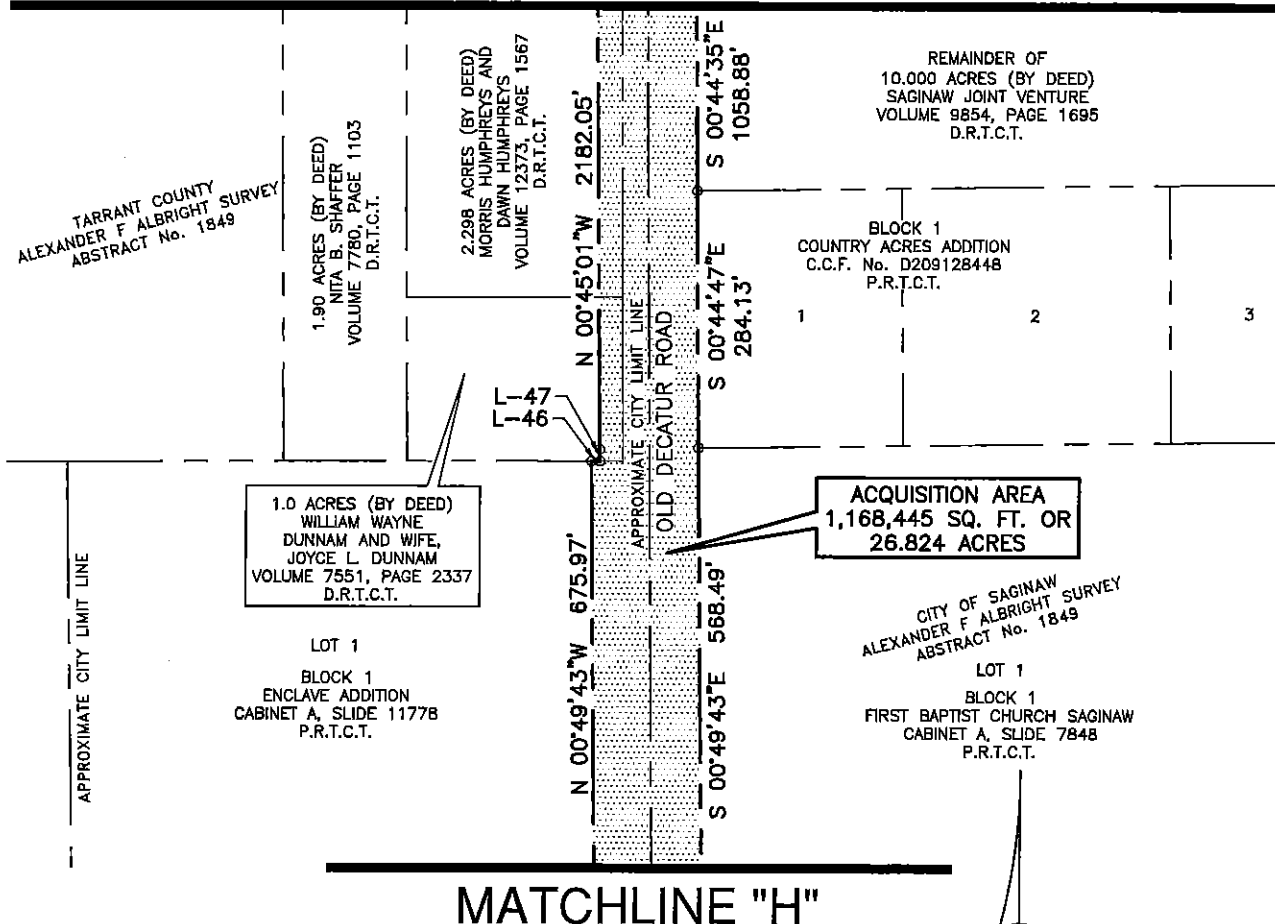 TARRANT COUNTY
ALEXANDER F ALBRIGHT SURVEY
ABSTRACT No. 1849
1.90 ACRES (BY DEED)
NITA B. SHAFFER
VOLUME 7780, PAGE 1103
D.R.T.C.T.
2.298 ACRES (BY DEED)
MORRIS HUMPHREYS AND
DAWN HUMPHREYS
VOLUME 12373, PAGE 1567
D.R.T.C.T.
N 00°45'01"W 2182.05'
S 00°44'35"E
1058.88'
REMAINDER OF
10.000 ACRES (BY DEED)
SAGINAW JOINT VENTURE
VOLUME 9854, PAGE 1695
D.R.T.C.T.
BLOCK 1
COUNTRY ACRES ADDITION
C.C.F. No. D209128448
P.R.T.C.T.
1
2
3
S 00°44'47"E
284.13'
APPROXIMATE CITY LIMIT LINE
OLD DECATUR ROAD
L-47
L-46
1.0 ACRES (BY DEED)
WILLIAM WAYNE
DUNNAM AND WIFE,
JOYCE L. DUNNAM
VOLUME 7551, PAGE 2337
D.R.T.C.T.
ACQUISITION AREA
1,168,445 SQ. FT. OR
26.824 ACRES
APPROXIMATE CITY LIMIT LINE
LOT 1
BLOCK 1
ENCLAVE ADDITION
CABINET A, SLIDE 11778
P.R.T.C.T.
N 00°49'43"W 675.97'
S 00°49'43"E 568.49'
CITY OF SAGINAW
ALEXANDER F ALBRIGHT SURVEY
ABSTRACT No. 1849
LOT 1
BLOCK 1
FIRST BAPTIST CHURCH SAGINAW
CABINET A, SLIDE 7848
P.R.T.C.T.
MATCHLINE "H"